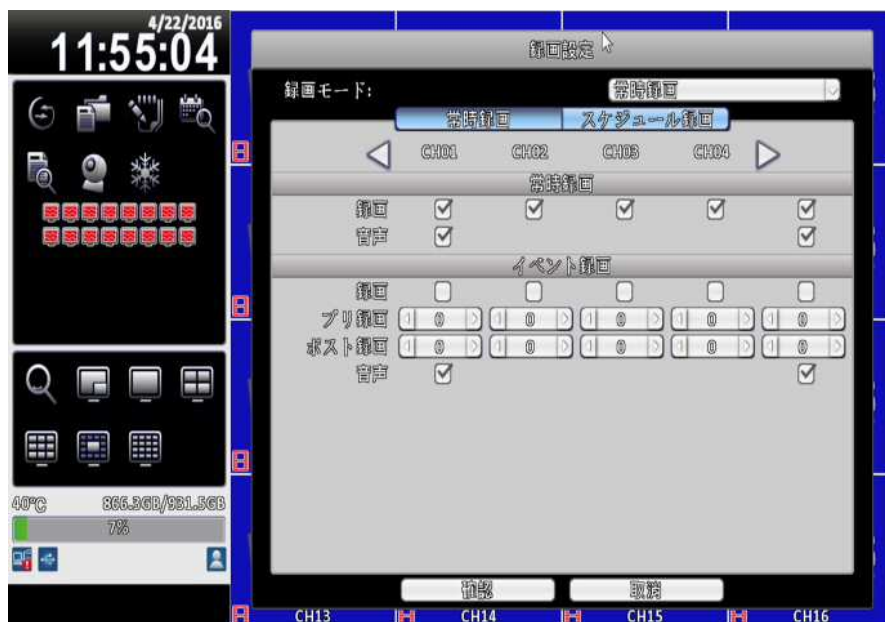 4/22/2016
11:55:04
40°C 866.3GB/931.5GB
7%
録画設定
録画モード: 常時録画
常時録画 スケジュール録画
CH01 CH02 CH03 CH04
常時録画
録画
音声
イベント録画
録画
プリ録画 0 0 0 0 0
ポスト録画 0 0 0 0 0
音声
確認 取消
CH13 CH14 CH15 CH16